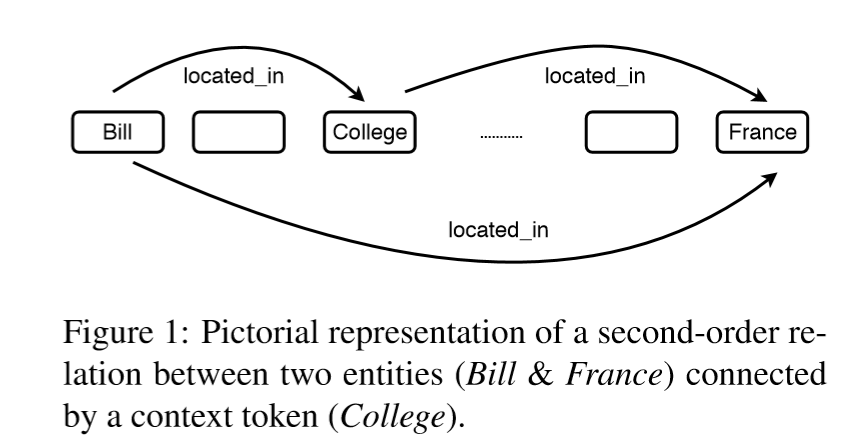 located_in located_in
Bill College ........... France
located_in
Figure 1: Pictorial representation of a second-order re-
lation between two entities (Bill & France) connected
by a context token (College).